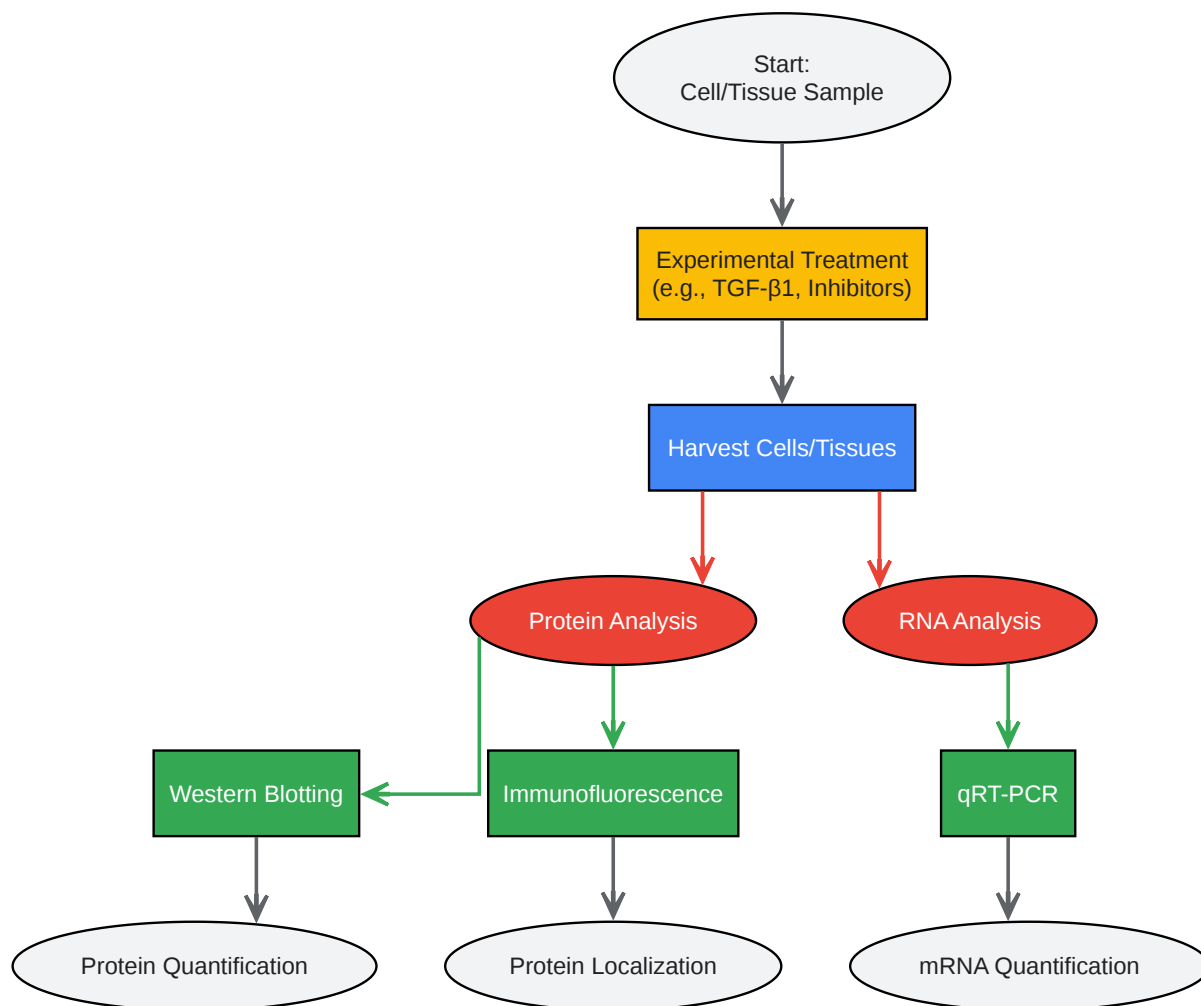 Start:
Cell/Tissue Sample
Experimental Treatment
(e.g., TGF-β1, Inhibitors)
Harvest Cells/Tissues
Protein Analysis
RNA Analysis
Western Blotting
Immunofluorescence
qRT-PCR
Protein Quantification
Protein Localization
mRNA Quantification